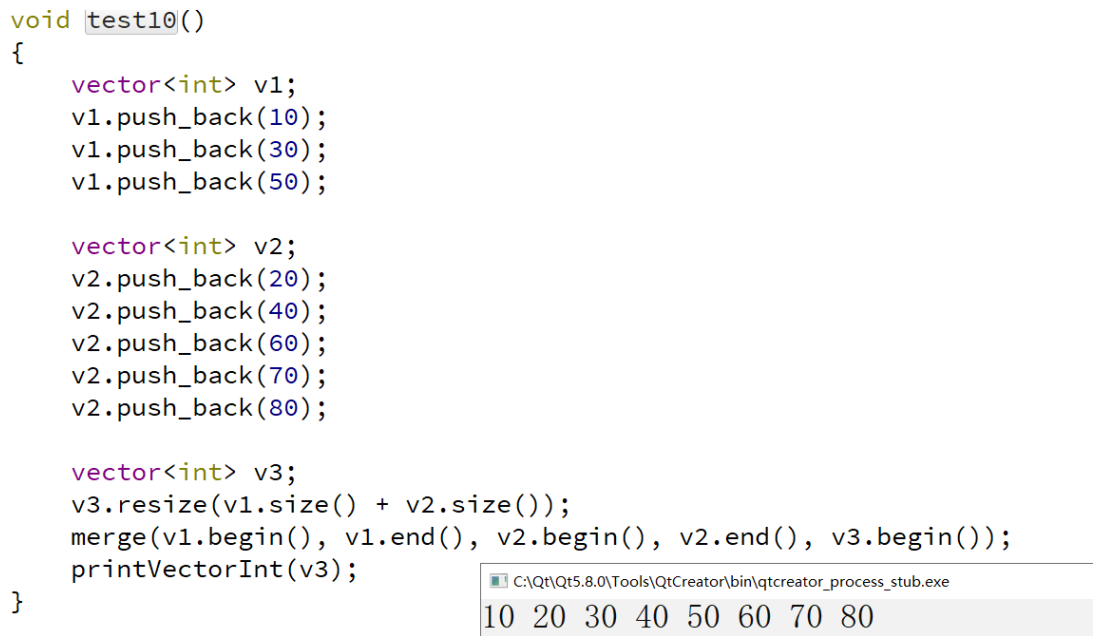 void test10()
{
    vector<int> v1;
    v1.push_back(10);
    v1.push_back(30);
    v1.push_back(50);

    vector<int> v2;
    v2.push_back(20);
    v2.push_back(40);
    v2.push_back(60);
    v2.push_back(70);
    v2.push_back(80);

    vector<int> v3;
    v3.resize(v1.size() + v2.size());
    merge(v1.begin(), v1.end(), v2.begin(), v2.end(), v3.begin());
    printVectorInt(v3);
}
C:\Qt\Qt5.8.0\Tools\QtCreator\bin\qtcreator_process_stub.exe
10 20 30 40 50 60 70 80